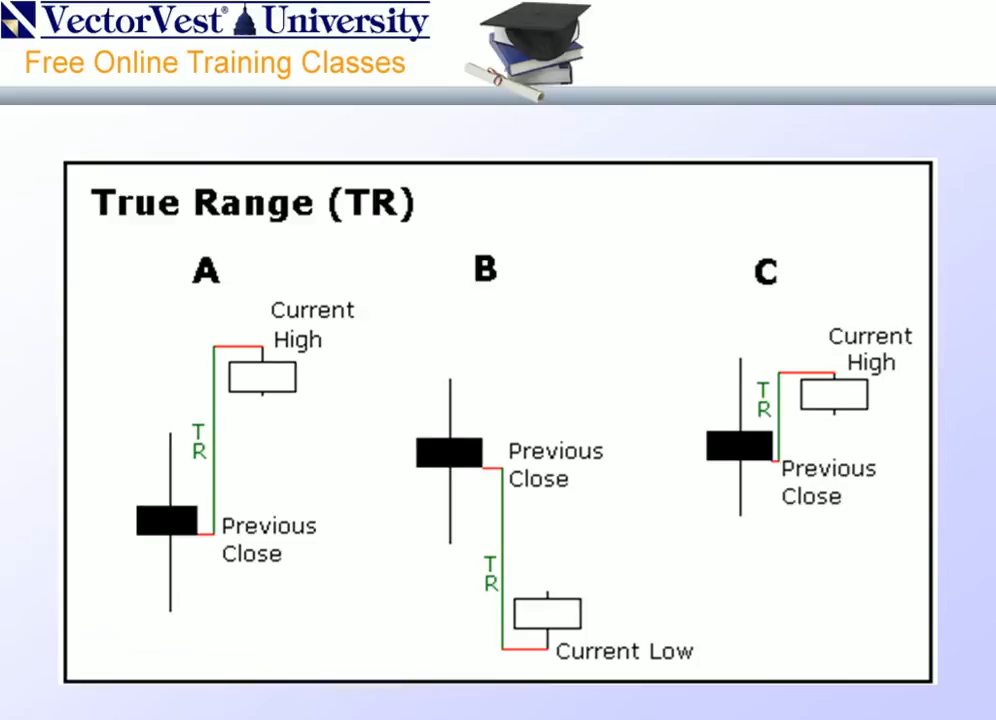 VectorVest® University
Free Online Training Classes
True Range (TR)
A
B
C
Current
High
TR
Previous
Close
Previous
Close
TR
Current Low
Current
High
TR
Previous
Close